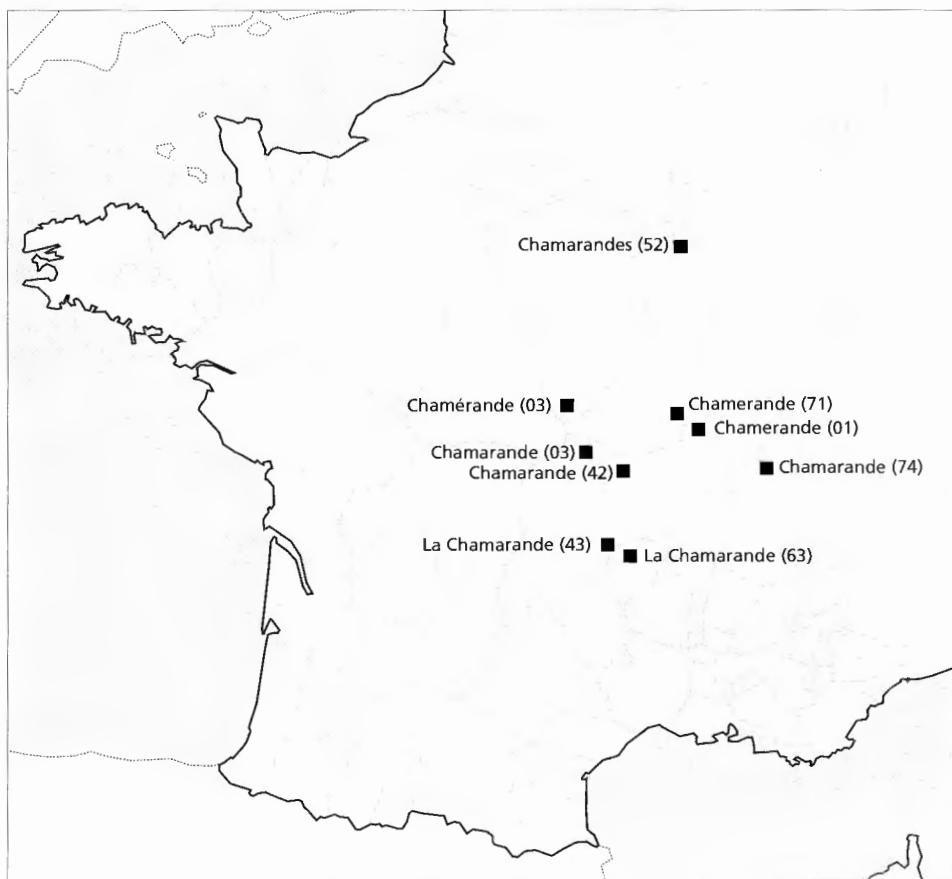 Chamarandes (52)
Chamérande (03)
Chamerande (71)
Chamerande (01)
Chamarande (03)
Chamarande (42)
Chamarande (74)
La Chamarande (43)
La Chamarande (63)